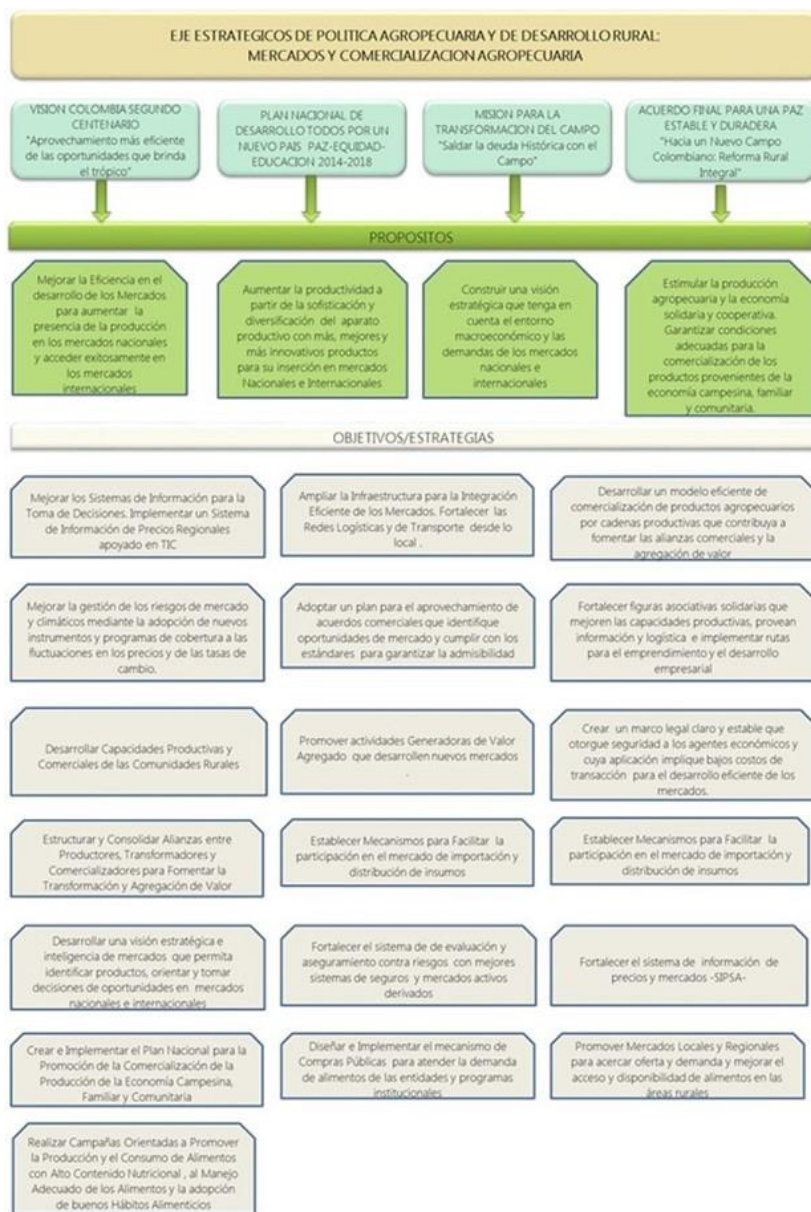 EJE ESTRATEGICOS DE POLITICA AGROPECUARIA Y DE DESARROLLO RURAL:
MERCADOS Y COMERCIALIZACION AGROPECUARIA
VISION COLOMBIA SEGUNDO
CENTENARIO
"Aprovechamiento más eficiente
de las oportunidades que brinda
el trópico"
PLAN NACIONAL DE
DESARROLLO TODOS POR UN
NUEVO PAIS PAZ-EQUIDAD-
EDUCACION 2014-2018
MISION PARA LA
TRANSFORMACION DEL CAMPO
"Saldar la deuda Histórica con el
Campo"
ACUERDO FINAL PARA UNA PAZ
ESTABLE Y DURADERA
"Hacia un Nuevo Campo
Colombiano: Reforma Rural
Integral"
PROPOSITOS
Mejorar la Eficiencia en el
desarrollo de los Mercados
para aumentar la
presencia de la producción
en los mercados nacionales
y acceder exitosamente en
los mercados
internacionales
Aumentar la productividad a
partir de la sofisticación y
diversificación del aparato
productivo con más, mejores y
más innovativos productos
para su inserción en mercados
Nacionales e Internacionales
Construir una visión
estratégica que tenga en
cuenta el entorno
macroeconómico y las
demandas de los mercados
nacionales e
internacionales
Estimular la producción
agropecuaria y la economía
solidaria y cooperativa.
Garantizar condiciones
adecuadas para la
comercialización de los
productos provenientes de la
economía campesina, familiar
y comunitaria.
OBJETIVOS/ESTRATEGIAS
Mejorar los Sistemas de Información para la
Toma de Decisiones. Implementar un Sistema
de Información de Precios Regionales
apoyado en TIC
Ampliar la Infraestructura para la Integración
Eficiente de los Mercados. Fortalecer las
Redes Logísticas y de Transporte desde lo
local .
Desarrollar un modelo eficiente de
comercialización de productos agropecuarios
por cadenas productivas que contribuya a
fomentar las alianzas comerciales y la
agregación de valor
Mejorar la gestión de los riesgos de mercado
y climáticos mediante la adopción de nuevos
instrumentos y programas de cobertura a las
fluctuaciones en los precios y de las tasas de
cambio.
Adoptar un plan para el aprovechamiento de
acuerdos comerciales que identifique
oportunidades de mercado y cumplir con los
estándares para garantizar la admisibilidad
Fortalecer figuras asociativas solidarias que
mejoren las capacidades productivas, provean
información y logística e implementar rutas
para el emprendimiento y el desarrollo
empresarial
Desarrollar Capacidades Productivas y
Comerciales de las Comunidades Rurales
Promover actividades Generadoras de Valor
Agregado que desarrollen nuevos mercados
.
Crear un marco legal claro y estable que
otorgue seguridad a los agentes económicos y
cuya aplicación implique bajos costos de
transacción para el desarrollo eficiente de los
mercados.
Estructurar y Consolidar Alianzas entre
Productores, Transformadores y
Comercializadores para Fomentar la
Transformación y Agregación de Valor
Establecer Mecanismos para Facilitar la
participación en el mercado de importación y
distribución de insumos
Establecer Mecanismos para Facilitar la
participación en el mercado de importación y
distribución de insumos
Desarrollar una visión estratégica e
inteligencia de mercados que permita
identificar productos, orientar y tomar
decisiones de oportunidades en mercados
nacionales e internacionales
Fortalecer el sistema de de evaluación y
aseguramiento contra riesgos con mejores
sistemas de seguros y mercados activos
derivados
Fortalecer el sistema de información de
precios y mercados -SIPSA-
Crear e Implementar el Plan Nacional para la
Promoción de la Comercialización de la
Producción de la Economía Campesina,
Familiar y Comunitaria
Diseñar e Implementar el mecanismo de
Compras Públicas para atender la demanda
de alimentos de las entidades y programas
institucionales
Promover Mercados Locales y Regionales
para acercar oferta y demanda y mejorar el
acceso y disponibilidad de alimentos en las
áreas rurales
Realizar Campañas Orientadas a Promover
la Producción y el Consumo de Alimentos
con Alto Contenido Nutricional , al Manejo
Adecuado de los Alimentos y la adopción
de buenos Hábitos Alimenticios